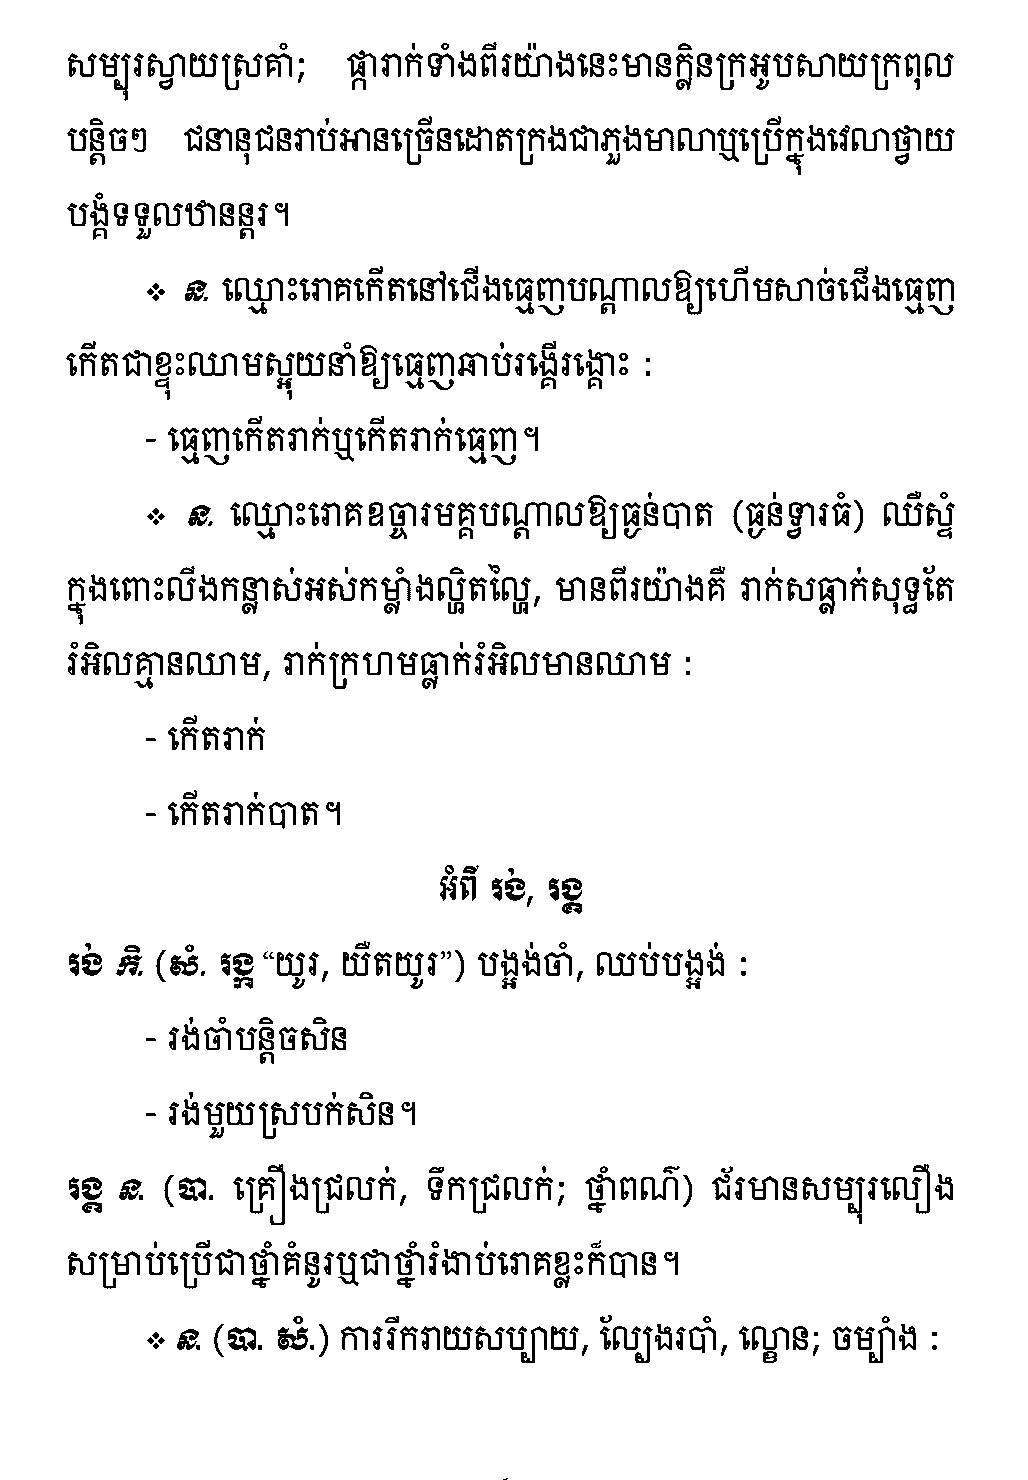 សម្បុរស្វាយស្រគាំ; ផ្ការាក់ទាំងពីរយ៉ាងនេះមានក្លិនក្រអូបសាយក្រពុល
បន្តិចៗ ជនានុជនរាប់អានច្រើនដោតក្រងជាភួងមាលាឬប្រើក្នុងវេលាថ្វាយ
បង្គំទទួលឋានន្តរ។
❖ ន. ឈ្មោះរោគកើតនៅជើងធ្មេញបណ្ដាលឱ្យហើមសាច់ជើងធ្មេញ
កើតជាខ្ទុះឈាមស្អុយនាំឱ្យធ្មេញឆាប់រង្គើរង្គោះ :
- ធ្មេញកើតរាក់ឬកើតរាក់ធ្មេញ។
❖ ន. ឈ្មោះរោគឧច្ចារមគ្គបណ្ដាលឱ្យធ្ងន់បាត (ធ្ងន់ទ្វារធំ) ឈឺស្ទំ
ក្នុងពោះលឹងកន្លាស់អស់កម្លាំងល្ហិតល្ហៃ, មានពីរយ៉ាងគឺ រាក់សធ្លាក់សុទ្ធតែ
រំអិលគ្មានឈាម, រាក់ក្រហមធ្លាក់រំអិលមានឈាម :
- កើតរាក់
- កើតរាក់បាត។
អំពី រង់, រង្គ
រង់ កិ. (សំ. រង្ក “យូរ, យឺតយូរ”) បង្អង់ចាំ, ឈប់បង្អង់ :
- រង់ចាំបន្តិចសិន
- រង់មួយស្របក់សិន។
រង្គ ន. (បា. គ្រឿងជ្រលក់, ទឹកជ្រលក់; ថ្នាំពណ៌) ជ័រមានសម្បុរលឿង
សម្រាប់ប្រើជាថ្នាំគំនូរឬជាថ្នាំរំងាប់រោគខ្លះក៏បាន។
❖ ន. (បា. សំ.) ការរីករាយសប្បាយ, ល្បែងរបាំ, ល្ខោន; ចម្បាំង :